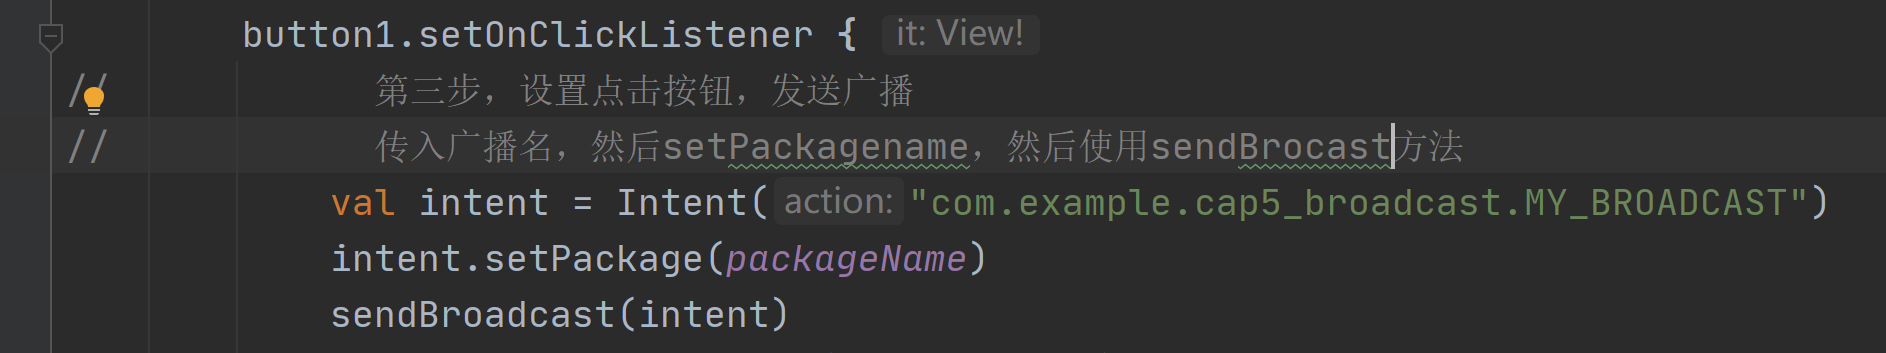 button1.setOnClickListener { it: View!
// 第三步，设置点击按钮，发送广播
// 传入广播名，然后setPackagename，然后使用sendBrocast方法
val intent = Intent( action: "com.example.cap5_broadcast.MY_BROADCAST")
intent.setPackage(packageName)
sendBroadcast(intent)